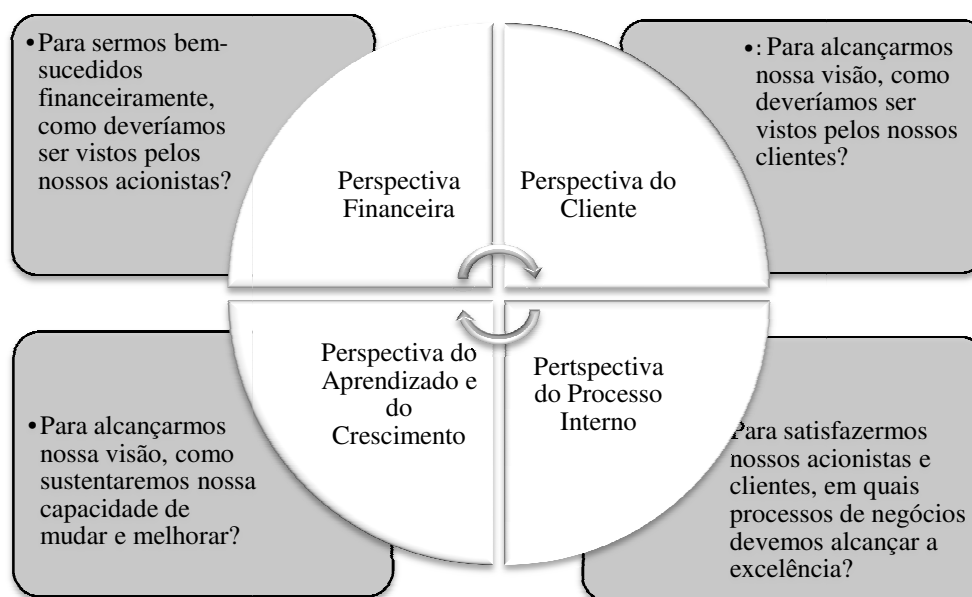 •Para sermos bem-
sucedidos
financeiramente,
como deveríamos
ser vistos pelos
nossos acionistas?
•: Para alcançarmos
nossa visão, como
deveríamos ser
vistos pelos nossos
clientes?
Perspectiva
Financeira
Perspectiva do
Cliente
Perspectiva do
Aprendizado e
do
Crescimento
Pertspectiva
do Processo
Interno
•Para alcançarmos
nossa visão, como
sustentaremos nossa
capacidade de
mudar e melhorar?
Para satisfazermos
nossos acionistas e
clientes, em quais
processos de negócios
devemos alcançar a
excelência?